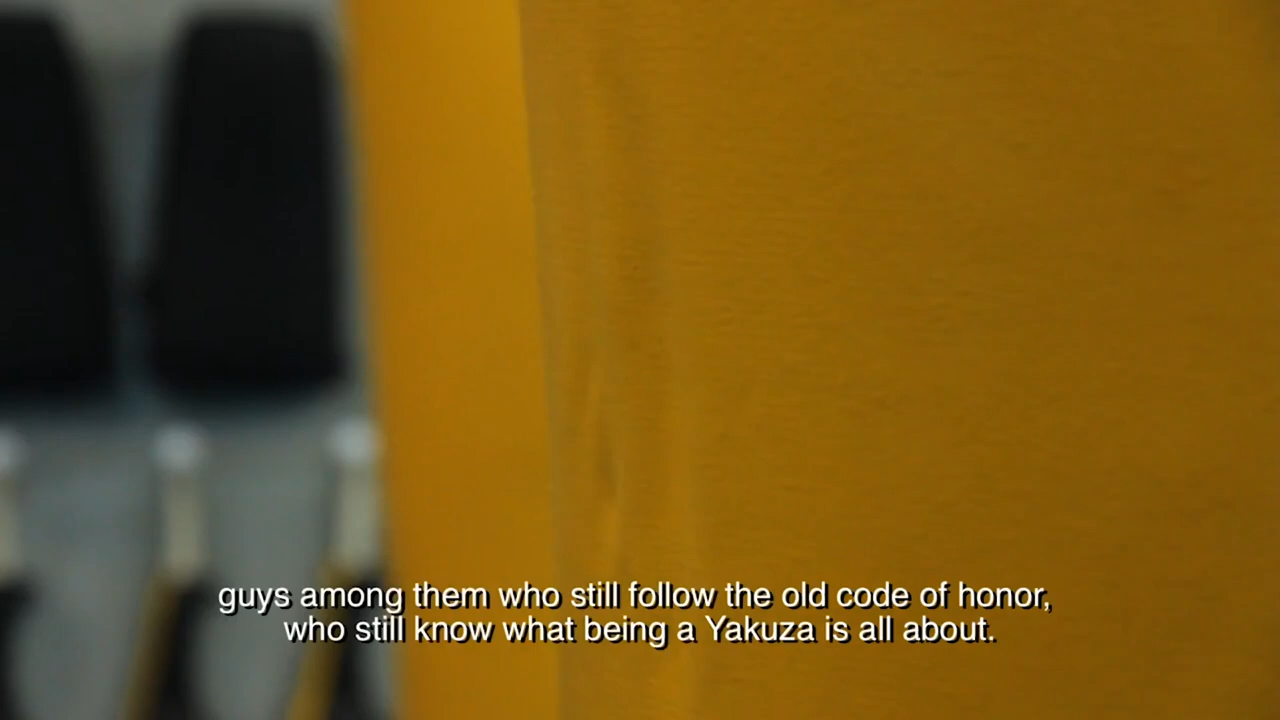 guys among them who still follow the old code of honor,
who still know what being a Yakuza is all about.